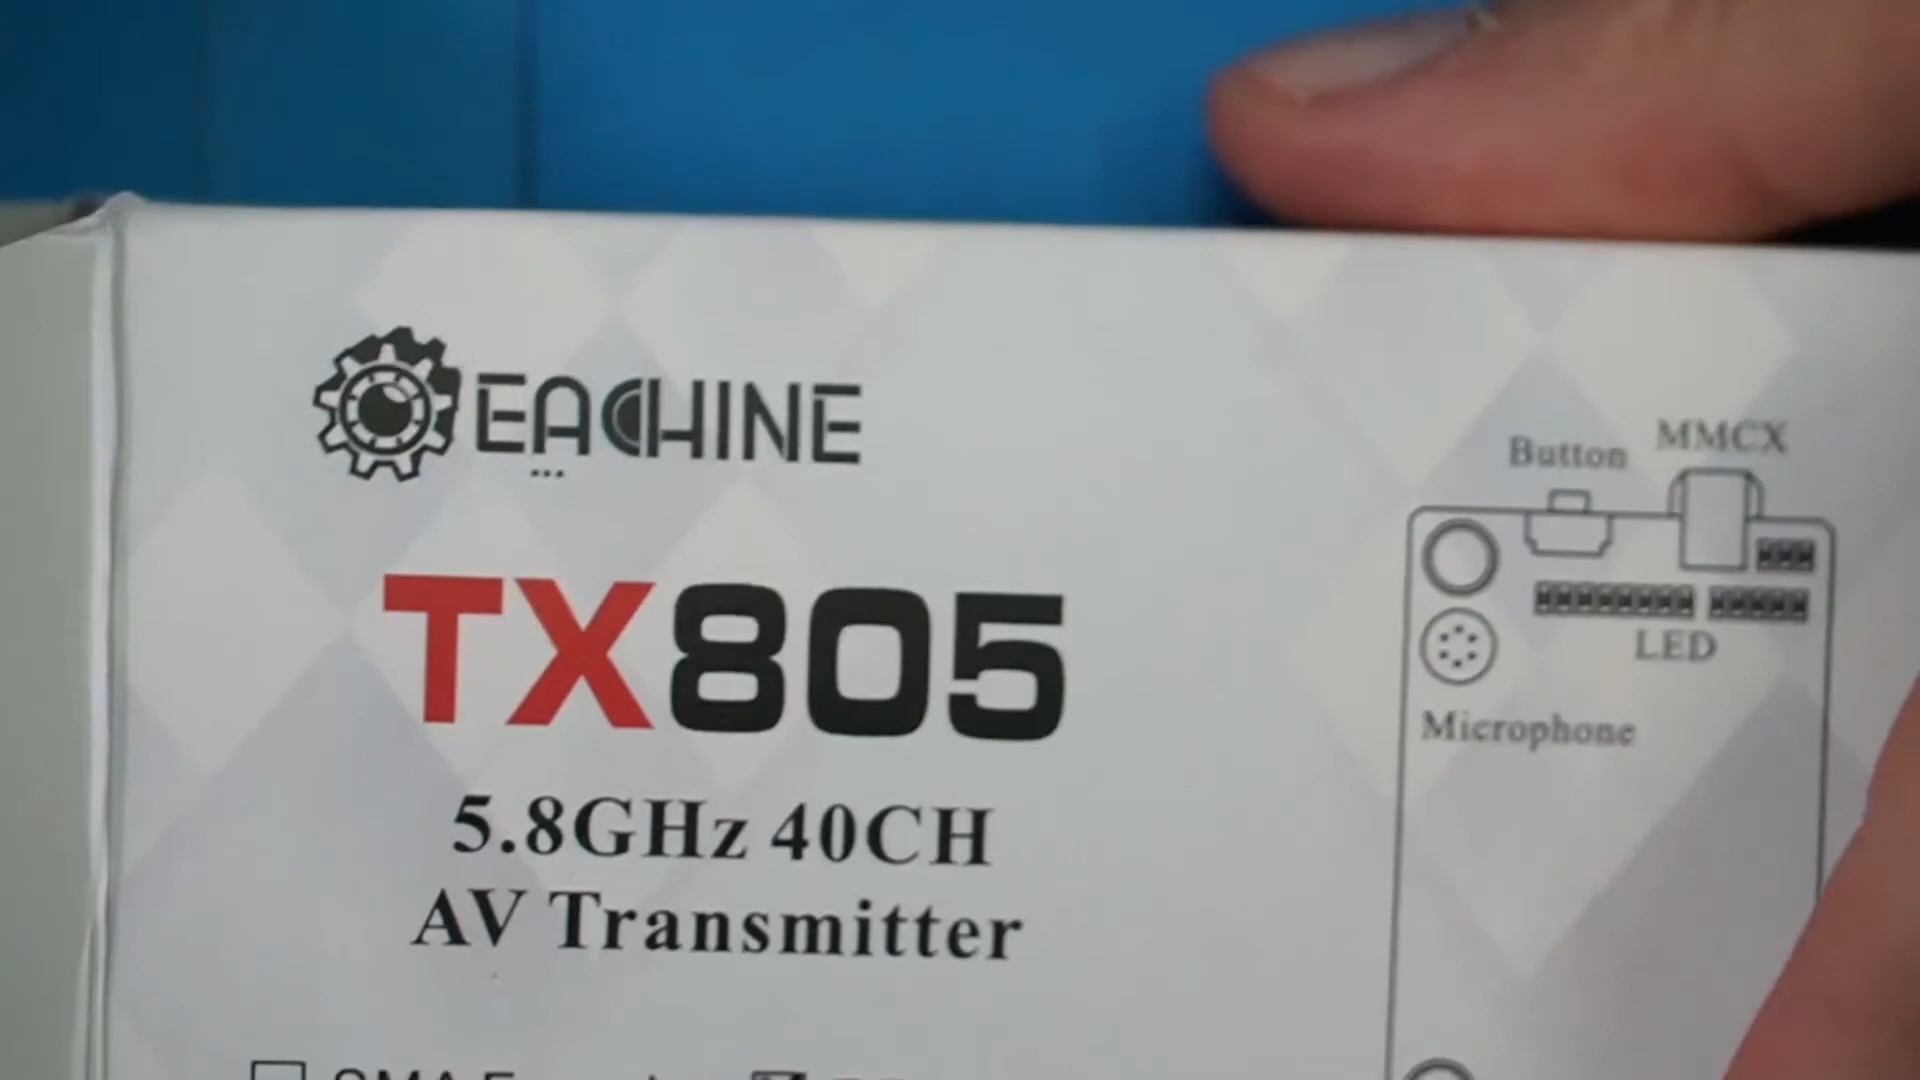 EACHINE
TX805
5.8GHz 40CH
AV Transmitter
Button MMCX
LED
Microphone